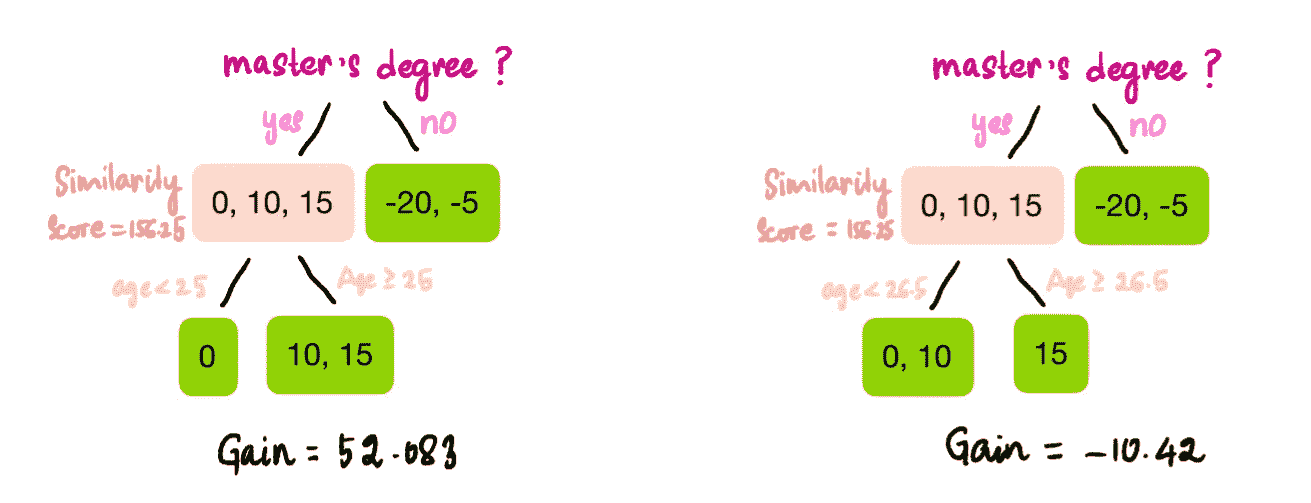 master's degree ?
yes
no
Similarity
Score = 156.25
0, 10, 15
-20, -5
age < 25
Age ≥ 25
0
10, 15
Gain = 52.083
master's degree ?
yes
no
Similarity
Score = 156.25
0, 10, 15
-20, -5
age < 26.5
Age ≥ 26.5
0, 10
15
Gain = -10.42